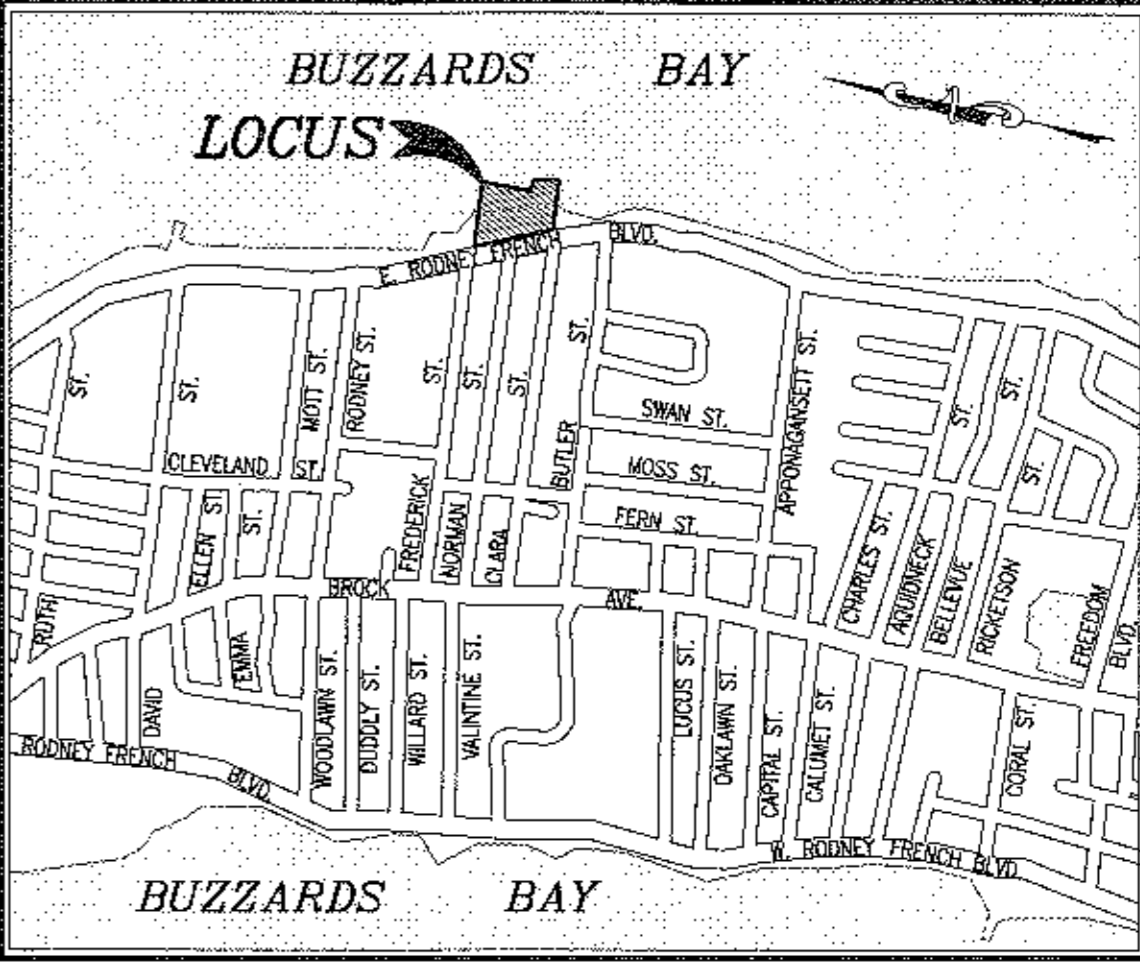 BUZZARDS BAY
LOCUS
E. RODNEY FRENCH BLVD.
ST.
ST.
MOTT ST.
RODNEY ST.
ST.
ST.
ST.
ST.
SWAN ST.
APPONAGANSETT ST.
ST.
ST.
ST.
CLEVELAND ST.
BUTLER
MOSS ST.
FERN ST.
ELLEN ST.
ST.
FREDERICK
NORMAN
CLARA
CHARLES ST.
AQUIDNECK
BELLEVUE
RICKETSON
FREEDOM
BLVD.
BROCK AVE.
RUTH
EMMA
DAVID
WOODLAWN ST.
DUDDLY ST.
WILLARD ST.
VALINTINE ST.
LUCUS ST.
OAKLAWN ST.
CAPITAL ST.
CALUMET ST.
CORAL ST.
RODNEY FRENCH BLVD.
W. RODNEY FRENCH BLVD.
BUZZARDS BAY